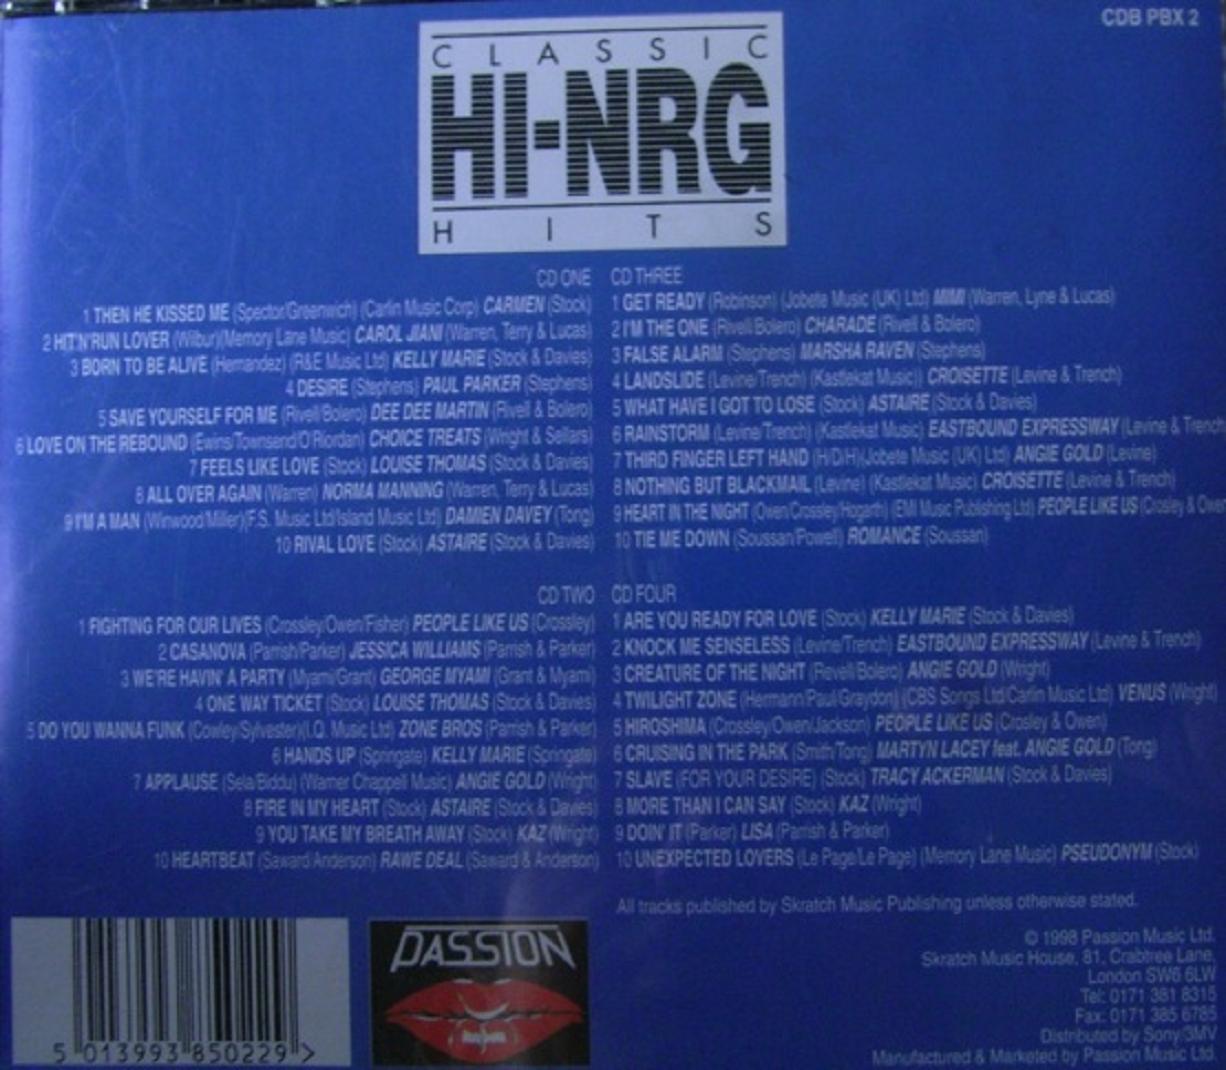 CDB PBX 2
CLASSIC
HI-NRG
HITS
CD ONE
1 THEN HE KISSED ME (Spector/Greenwich) (Carlin Music Corp) CARMEN (Stock)
2 HIT'N'RUN LOVER (Wilbur)(Memory Lane Music) CAROL JIANI (Warren, Terry & Lucas)
3 BORN TO BE ALIVE (Hernandez) (R&E Music Ltd) KELLY MARIE (Stock & Davies)
4 DESIRE (Stephens) PAUL PARKER (Stephens)
5 SAVE YOURSELF FOR ME (Rivell/Bolero) DEE DEE MARTIN (Rivell & Bolero)
6 LOVE ON THE REBOUND (Ewins/Townsend/O'Riordan) CHOICE TREATS (Wright & Sellars)
7 FEELS LIKE LOVE (Stock) LOUISE THOMAS (Stock & Davies)
8 ALL OVER AGAIN (Warren) NORMA MANNING (Warren, Terry & Lucas)
9 I'M A MAN (Winwood/Miller)(F.S. Music Ltd/Island Music Ltd) DAMIEN DAVEY (Tong)
10 RIVAL LOVE (Stock) ASTAIRE (Stock & Davies)
CD TWO
1 FIGHTING FOR OUR LIVES (Crossley/Owen/Fisher) PEOPLE LIKE US (Crossley)
2 CASANOVA (Parrish/Parker) JESSICA WILLIAMS (Parrish & Parker)
3 WE'RE HAVIN' A PARTY (Myami/Grant) GEORGE MYAMI (Grant & Myami)
4 ONE WAY TICKET (Stock) LOUISE THOMAS (Stock & Davies)
5 DO YOU WANNA FUNK (Cowley/Sylvester)(I.Q. Music Ltd) ZONE BROS (Parrish & Parker)
6 HANDS UP (Springate) KELLY MARIE (Springate)
7 APPLAUSE (Sela/Biddu) (Warner Chappell Music) ANGIE GOLD (Wright)
8 FIRE IN MY HEART (Stock) ASTAIRE (Stock & Davies)
9 YOU TAKE MY BREATH AWAY (Stock) KAZ (Wright)
10 HEARTBEAT (Saward/Anderson) RAWE DEAL (Saward & Anderson)
CD THREE
1 GET READY (Robinson) (Jobete Music (UK) Ltd) MIMI (Warren, Lyne & Lucas)
2 I'M THE ONE (Rivell/Bolero) CHARADE (Rivell & Bolero)
3 FALSE ALARM (Stephens) MARSHA RAVEN (Stephens)
4 LANDSLIDE (Levine/Trench) (Kastlekat Music)) CROISETTE (Levine & Trench)
5 WHAT HAVE I GOT TO LOSE (Stock) ASTAIRE (Stock & Davies)
6 RAINSTORM (Levine/Trench) (Kastlekat Music) EASTBOUND EXPRESSWAY (Levine & Trench
7 THIRD FINGER LEFT HAND (H/D/H)(Jobete Music (UK) Ltd) ANGIE GOLD (Levine)
8 NOTHING BUT BLACKMAIL (Levine) (Kastlekat Music) CROISETTE (Levine & Trench)
9 HEART IN THE NIGHT (Owen/Crossley/Hogarth) (EMI Music Publishing Ltd) PEOPLE LIKE US (Crosley & Owe
10 TIE ME DOWN (Soussan/Powell) ROMANCE (Soussan)
CD FOUR
1 ARE YOU READY FOR LOVE (Stock) KELLY MARIE (Stock & Davies)
2 KNOCK ME SENSELESS (Levine/Trench) EASTBOUND EXPRESSWAY (Levine & Trench)
3 CREATURE OF THE NIGHT (Revell/Bolero) ANGIE GOLD (Wright)
4 TWILIGHT ZONE (Hermann/Paul/Graydon) (CBS Songs Ltd/Carlin Music Ltd) VENUS (Wright)
5 HIROSHIMA (Crossley/Owen/Jackson) PEOPLE LIKE US (Crosley & Owen)
6 CRUISING IN THE PARK (Smith/Tong) MARTYN LACEY feat. ANGIE GOLD (Tong)
7 SLAVE (FOR YOUR DESIRE) (Stock) TRACY ACKERMAN (Stock & Davies)
8 MORE THAN I CAN SAY (Stock) KAZ (Wright)
9 DOIN' IT (Parker) LISA (Parrish & Parker)
10 UNEXPECTED LOVERS (Le Page/Le Page) (Memory Lane Music) PSEUDONYM (Stock)
All tracks published by Skratch Music Publishing unless otherwise stated.
© 1998 Passion Music Ltd.
Skratch Music House, 81, Crabtree Lane,
London SW6 6LW
Tel: 0171 381 8315
Fax: 0171 385 6785
Distributed by Sony/3MV
Manufactured & Marketed by Passion Music Ltd.
PASSION
5 013993 850229 >